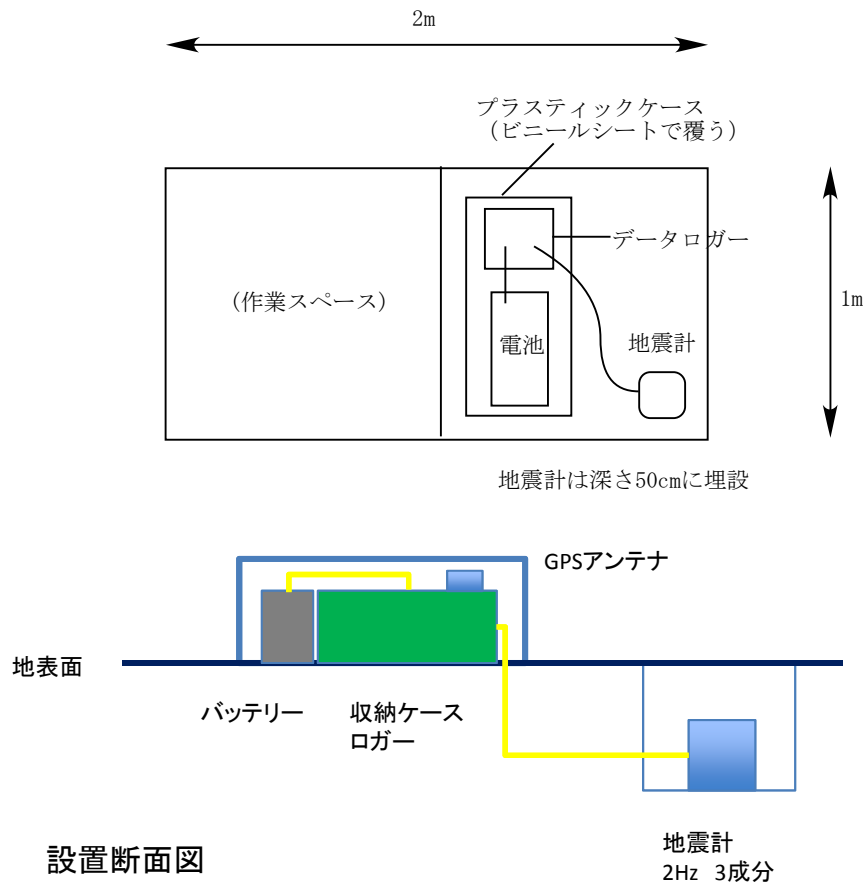 2m
プラスティックケース
（ビニールシートで覆う）
データロガー
(作業スペース)
1m
電池
地震計
地震計は深さ50cmに埋設
GPSアンテナ
地表面
バッテリー
収納ケース
ロガー
地震計
2Hz 3成分
設置断面図